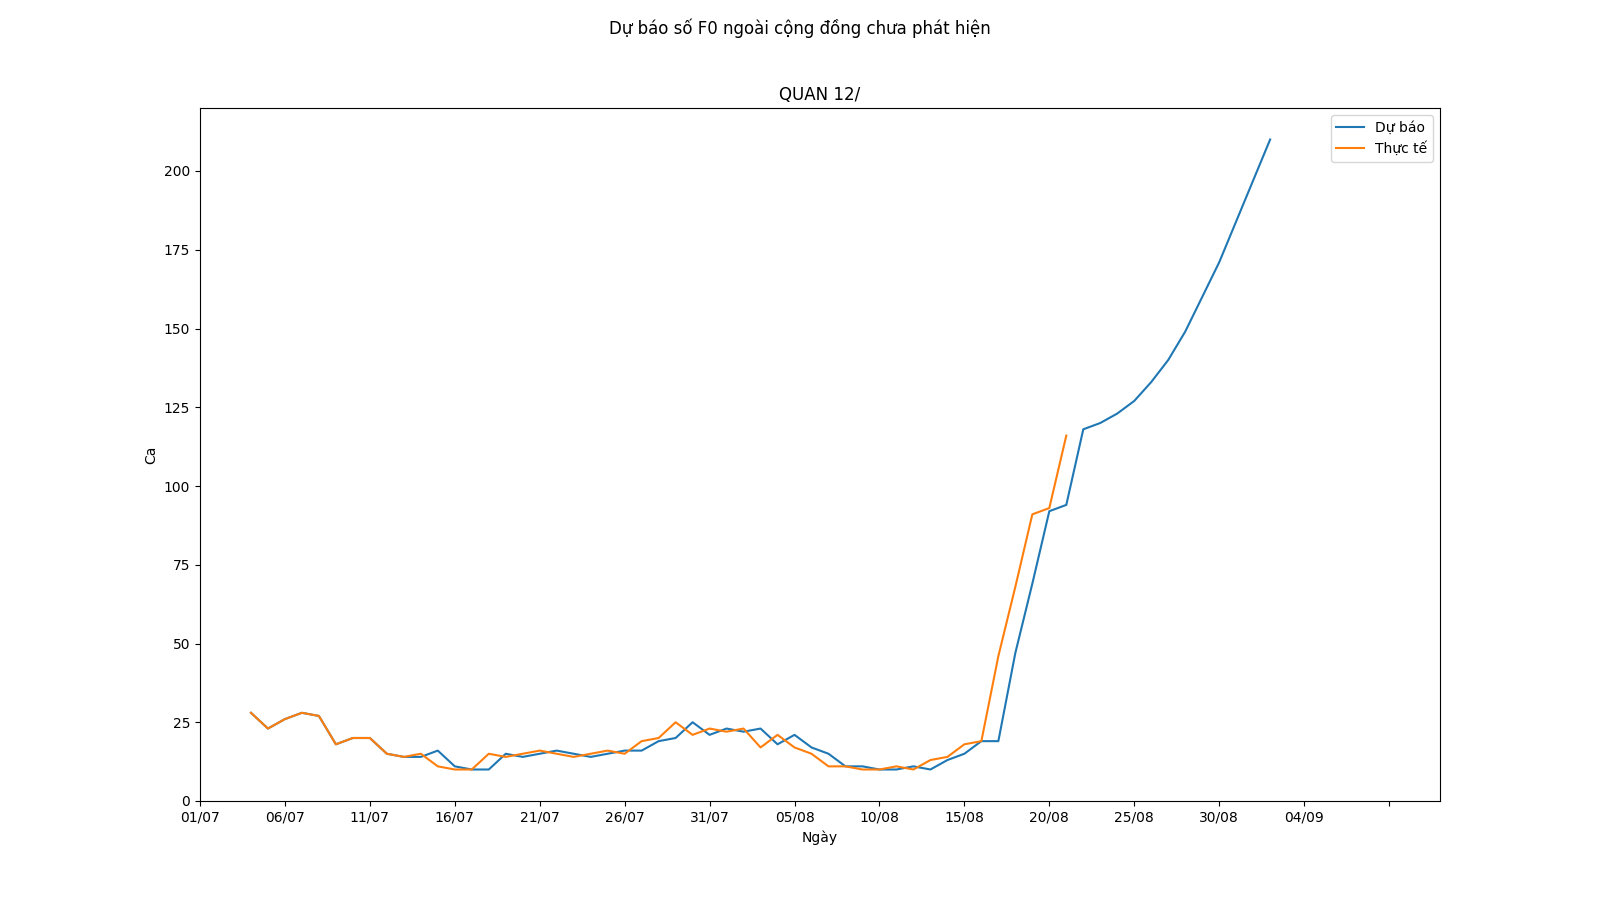 Dự báo số F0 ngoài cộng đồng chưa phát hiện
QUAN 12/
Dự báo
Thực tế
200
175
150
125
100
75
50
25
0
Ca
01/07 06/07 11/07 16/07 21/07 26/07 31/07 05/08 10/08 15/08 20/08 25/08 30/08 04/09
Ngày